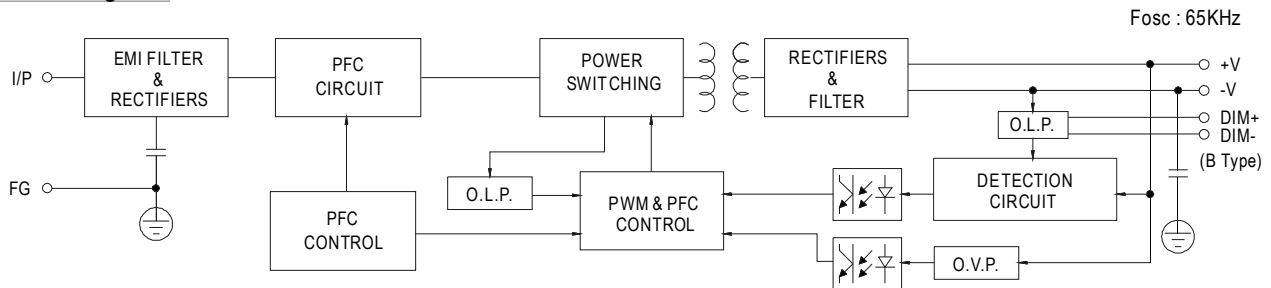 Fosc : 65KHz
I/P
EMI FILTER
&
RECTIFIERS
PFC
CIRCUIT
POWER
SWITCHING
RECTIFIERS
&
FILTER
+V
-V
DIM+
DIM-
(B Type)
O.L.P.
FG
O.L.P.
PFC
CONTROL
PWM & PFC
CONTROL
DETECTION
CIRCUIT
O.V.P.